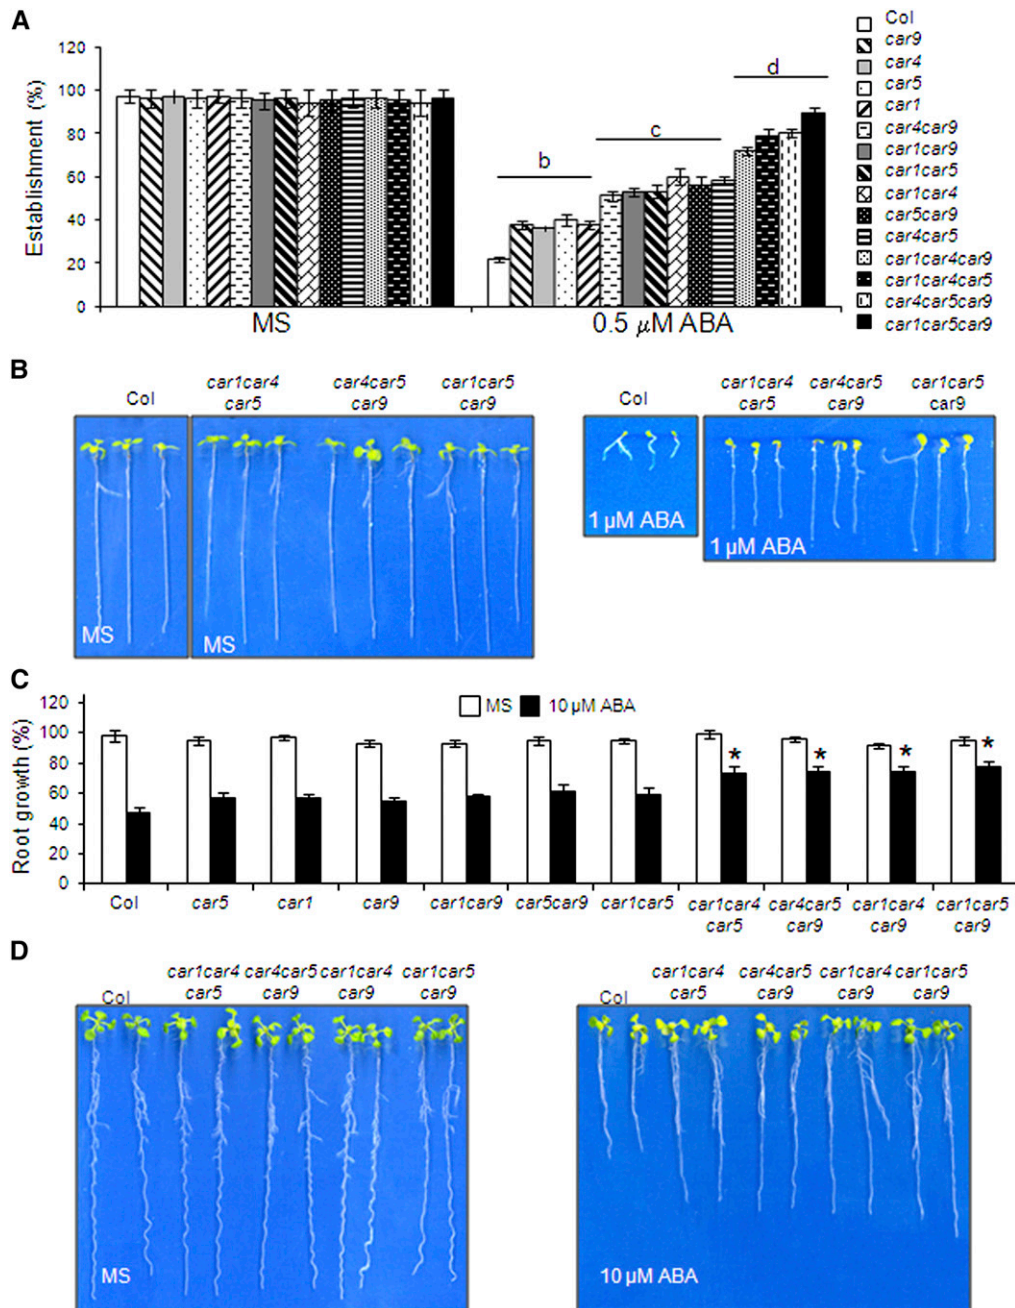 A
Establishment (%)
120
100
80
60
40
20
0
MS
0.5 μM ABA
b
c
d
Col
car9
car4
car5
car1
car4car9
car1car9
car1car5
car1car4
car5car9
car4car5
car1car4car9
car1car4car5
car4car5car9
car1car5car9
B
Col
car1car4
car5
car4car5
car9
car1car5
car9
MS
MS
Col
car1car4
car5
car4car5
car9
car1car5
car9
1 μM ABA
1 μM ABA
C
Root growth (%)
120
100
80
60
40
20
0
MS
10 μM ABA
*
*
*
*
Col
car5
car1
car9
car1car9
car5car9
car1car5
car1car4
car5
car4car5
car9
car1car4
car9
car1car5
car9
D
Col
car1car4
car5
car4car5
car9
car1car4
car9
car1car5
car9
MS
Col
car1car4
car5
car4car5
car9
car1car4
car9
car1car5
car9
10 μM ABA